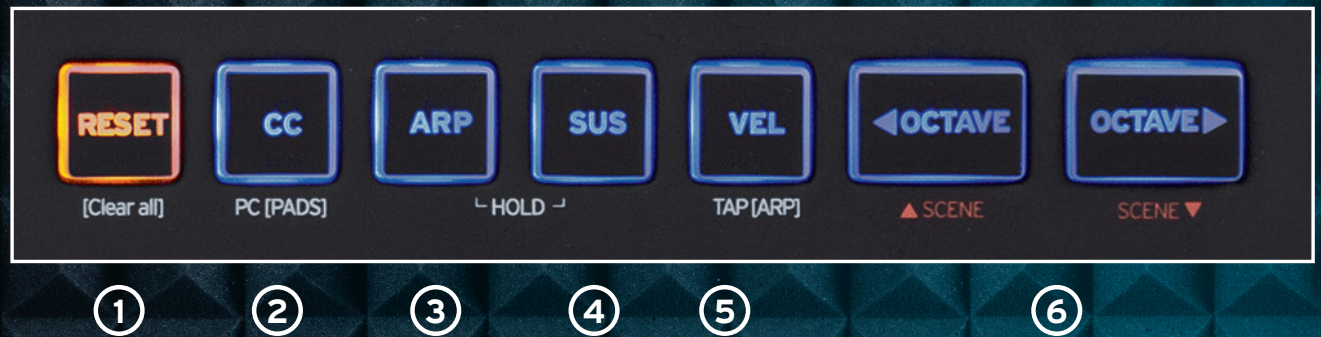 RESET CC ARP SUS VEL ◀OCTAVE OCTAVE▶
[Clear all] PC [PADS] HOLD TAP [ARP] ▲ SCENE SCENE ▼
1 2 3 4 5 6